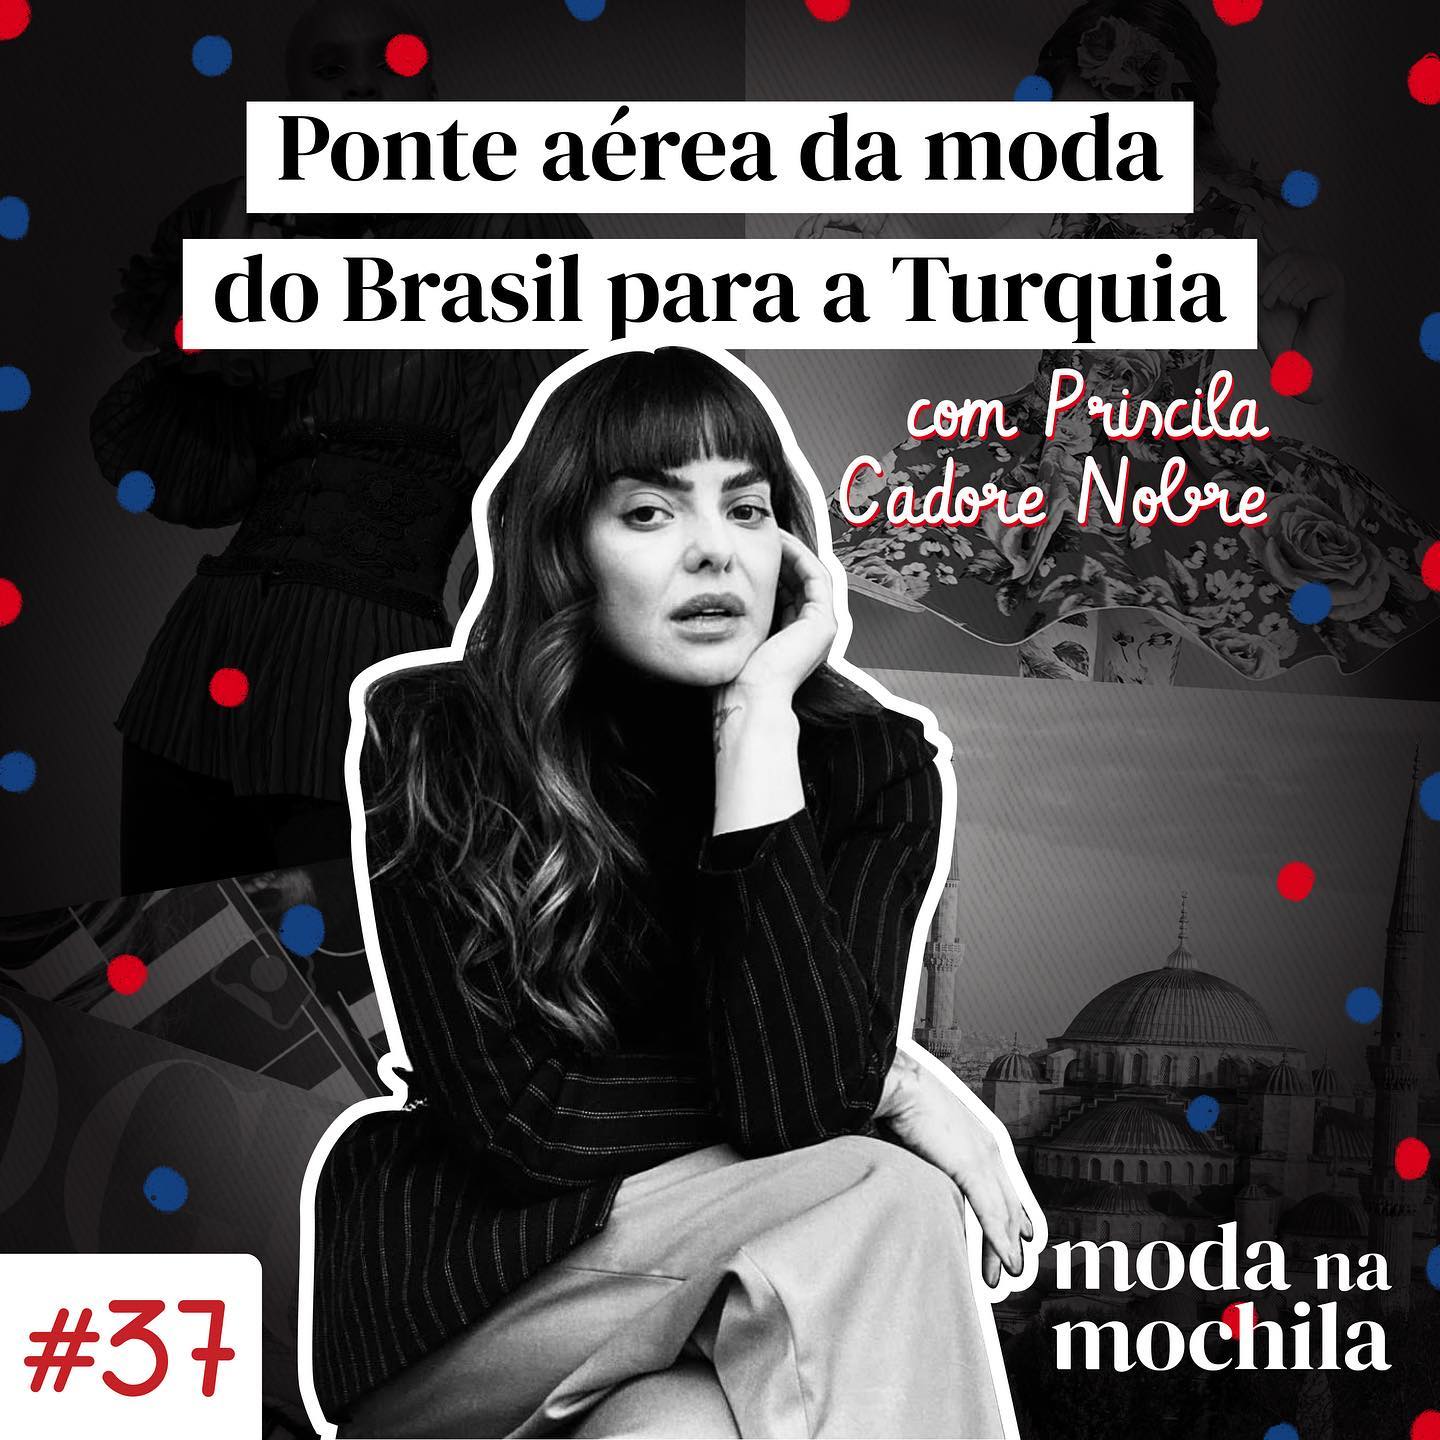 Ponte aérea da moda
do Brasil para a Turquia
com Priscila
Cadore Nobre
#37
moda na
mochila